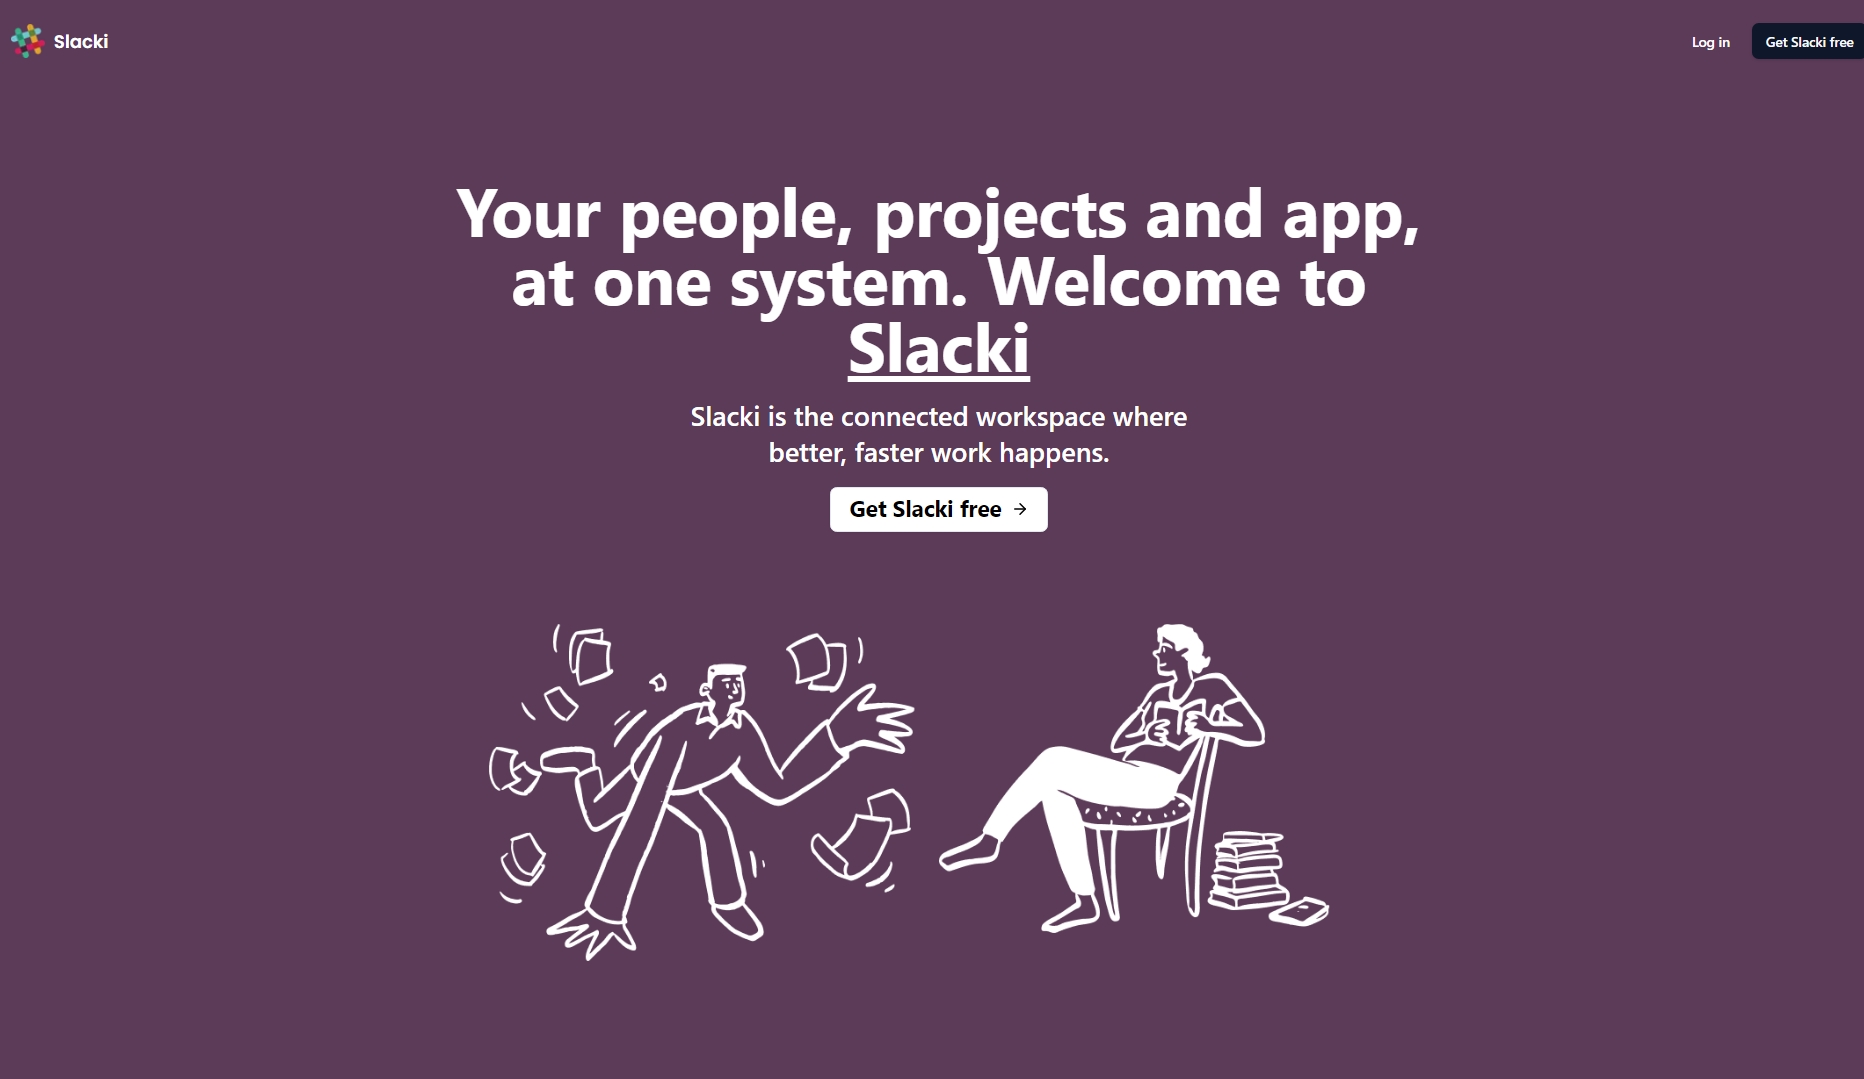 Slacki
Log in
Get Slacki free
Your people, projects and app,
at one system. Welcome to
Slacki
Slacki is the connected workspace where
better, faster work happens.
Get Slacki free